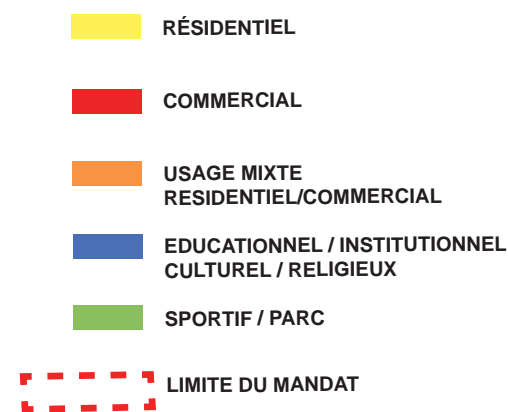 RÉSIDENTIEL
COMMERCIAL
USAGE MIXTE
RESIDENTIEL/COMMERCIAL
EDUCATIONNEL / INSTITUTIONNEL
CULTUREL / RELIGIEUX
SPORTIF / PARC
LIMITE DU MANDAT